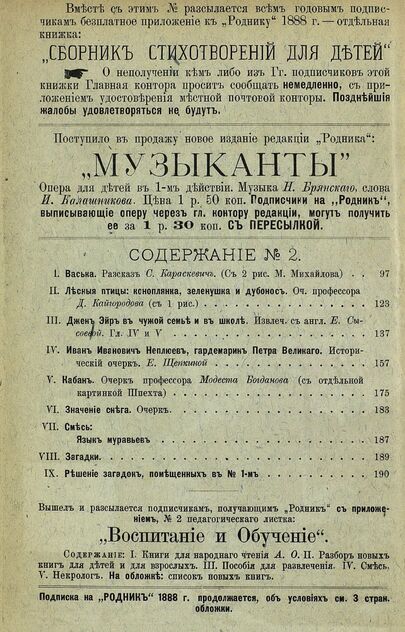 Вмѣстѣ съ этимъ № разсылается всѣмъ годовымъ подпис-
чикамъ безплатное приложеніе къ „Роднику" 1888 г. — отдѣльная
книжка:
„СБОРНИКЪ СТИХОТВОРЕНІЙ ДЛЯ ДѢТЕЙ"
О неполученіи кѣмъ либо изъ Гг. подписчиковъ этой
книжки Главная контора проситъ сообщать немедленно, съ при-
ложеніемъ удостовѣренія мѣстной почтовой конторы. Позднѣйшія
жалобы удовлетворяться не будутъ.
Поступило въ продажу новое изданіе редакціи „Родника":
„МУЗЫКАНТЫ"
Опера для дѣтей въ 1-мъ дѣйствіи. Музыка Н. Брянскаго, слова
И. Калашникова. Цѣна 1 р. 50 коп. Подписчики на „Родникъ",
выписывающіе оперу черезъ гл. контору редакціи, могутъ получить
ее за 1 р. 30 коп. СЪ ПЕРЕСЫЛКОЙ.
СОДЕРЖАНІЕ № 2.
I. Васька. Разсказъ С. Караскевичъ. (Съ 2 рис. М. Михайлова) . 97
II. Лѣсныя птицы: коноплянка, зеленушка и дубоносъ. Оч. профессора
Д. Кайгородова (съ 1 рис.) 123
III. Дженъ Эйръ въ чужой семьѣ и въ школѣ. Извлеч. съ англ. Е. Сы-
соевой. Гл. IV и V 137
IV. Иванъ Ивановичъ Неплюевъ, гардемаринъ Петра Великаго. Истори-
ческій очеркъ. Е. Щепкиной 157
V. Кабанъ. Очеркъ профессора Модеста Богданова (съ отдѣльной
картинкой Шпехта) 175
VI. Значеніе снѣга. Очеркъ. 183
VII. Смѣсь:
Языкъ муравьевъ 187
VIII. Загадки. 189
IX. Рѣшеніе загадокъ, помѣщенныхъ въ № 1-мъ 190
Вышелъ и разсылается подписчикамъ, получающимъ „Родникъ" съ приложе-
ніемъ, № 2 педагогическаго листка:
„Воспитаніе и Обученіе".
Содержаніе: I. Книги для народнаго чтенія А. О. II. Разборъ новыхъ
книгъ для дѣтей и для взрослыхъ. III. Пособія для развлеченія. IV. Смѣсь.
V. Некрологъ. На обложкѣ: списокъ новыхъ книгъ.
Подписка на „РОДНИКЪ" 1888 г. продолжается, объ условіяхъ см. 3 стран.
обложки.